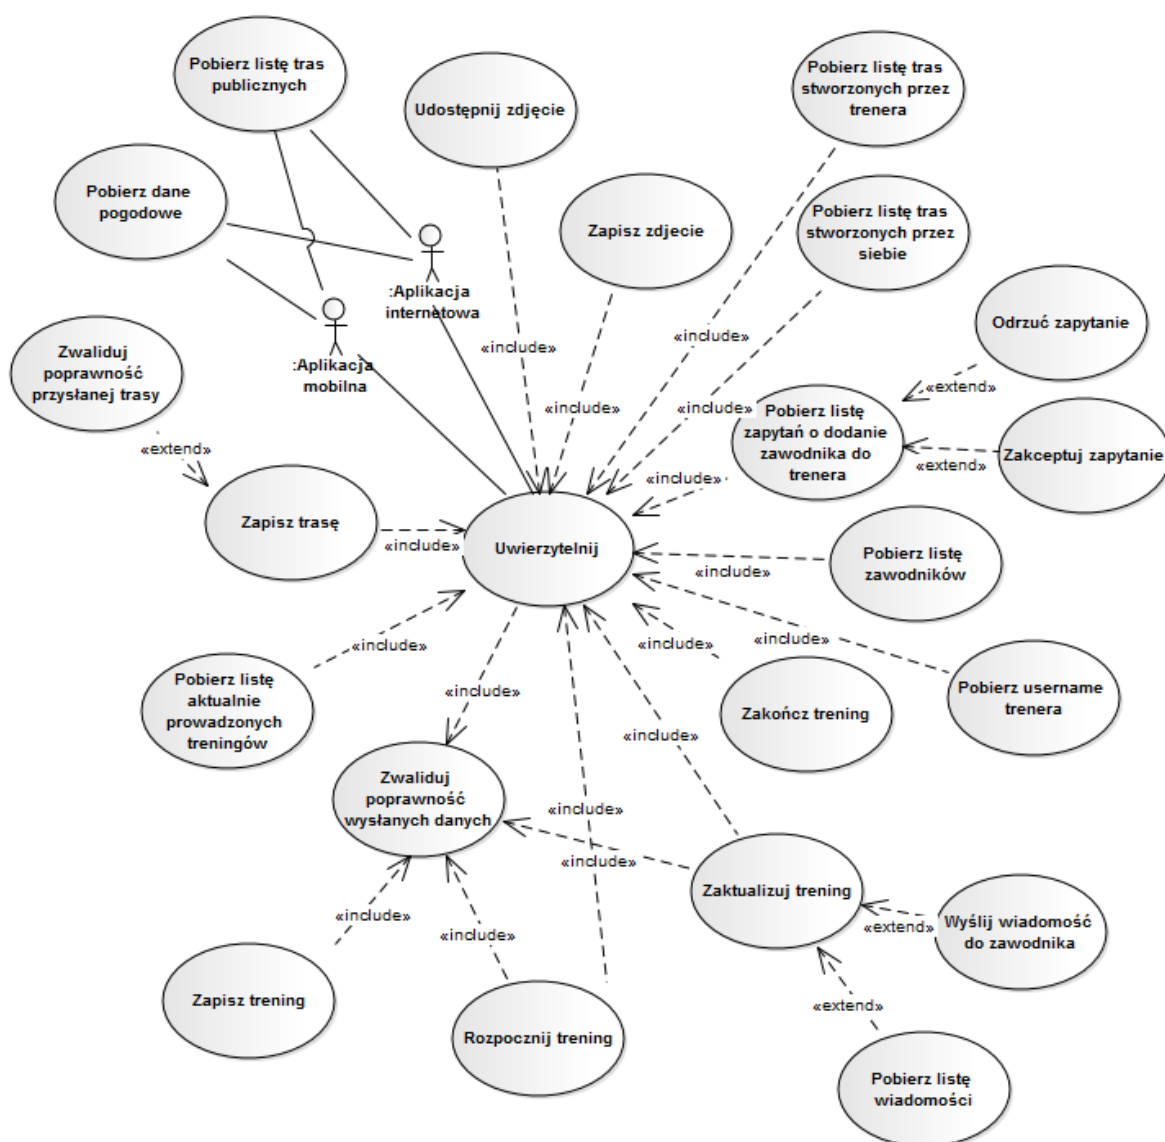 Pobierz listę tras
publicznych
Udostępnij zdjęcie
Pobierz listę tras
stworzonych przez
trenera
Pobierz dane
pogodowe
Zapisz zdjecie
Pobierz listę tras
stworzonych przez
siebie
:Aplikacja
internetowa
:Aplikacja
mobilna
Zwaliduj
poprawność
przysłanej trasy
«include»
«include»
«include»
«include»
Odrzuć zapytanie
«extend»
Pobierz listę
zapytań o dodanie
zawodnika do
trenera
Zakceptuj zapytanie
«extend»
«extend»
«include»
Zapisz trasę
«include»
Uwierzytelnij
Pobierz listę
zawodników
«include»
«include»
«include»
«include»
Pobierz listę
aktualnie
prowadzonych
treningów
«include»
Zakończ trening
Pobierz username
trenera
«include»
Zwaliduj
poprawność
wysłanych danych
«include»
«include»
Zaktualizuj trening
«include»
«include»
Wyślij wiadomość
do zawodnika
«extend»
Zapisz trening
Rozpocznij trening
«extend»
Pobierz listę
wiadomości